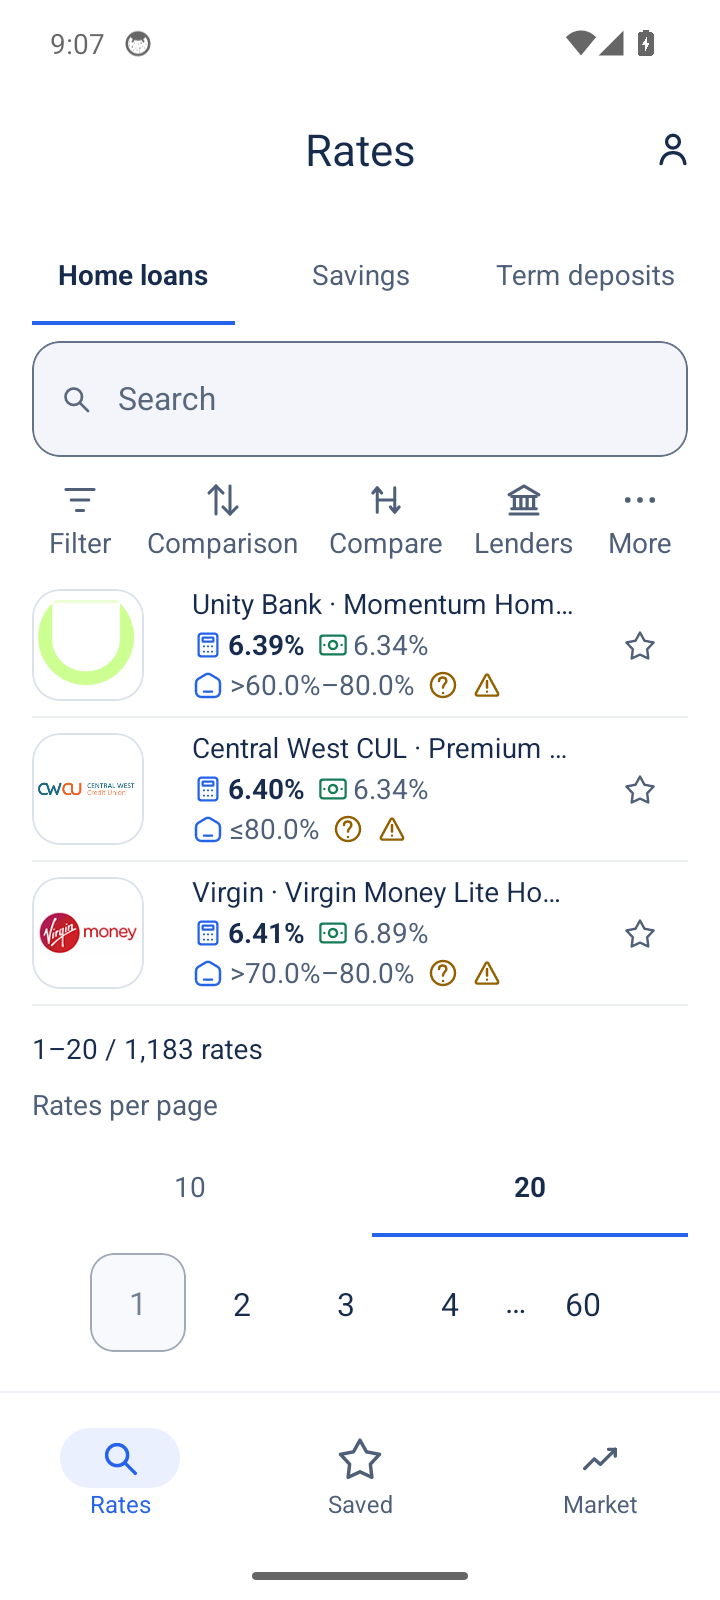 9:07
Rates
Home loans
Savings
Term deposits
Search
Filter
Comparison
Compare
Lenders
More
Unity Bank · Momentum Hom...
6.39% 6.34%
>60.0%–80.0%
CWCU CENTRAL WEST
Credit Union
Central West CUL · Premium ...
6.40% 6.34%
≤80.0%
Virgin money
Virgin · Virgin Money Lite Ho...
6.41% 6.89%
>70.0%–80.0%
1–20 / 1,183 rates
Rates per page
10
20
1 2 3 4 ... 60
Rates
Saved
Market